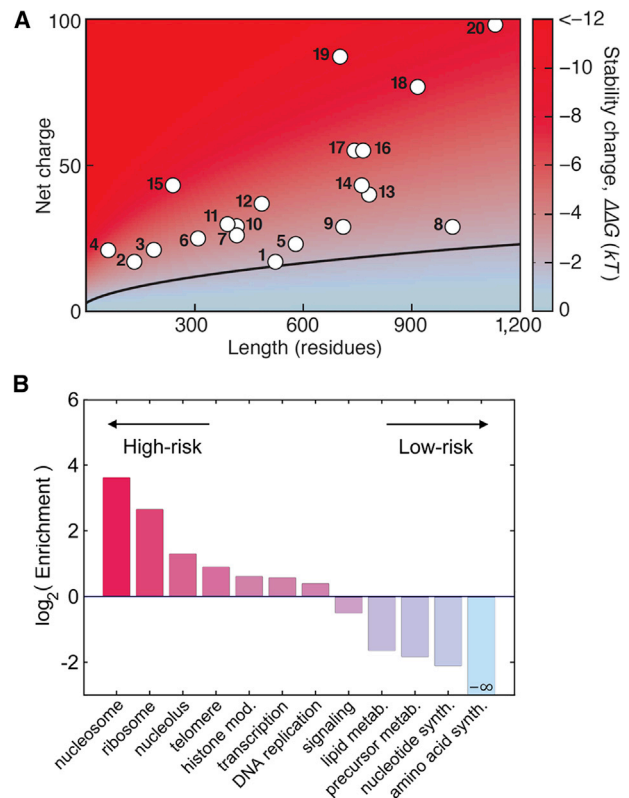 A
100
50
0
Net charge
300
600
900
1,200
Length (residues)
20
19
18
17
16
15
14
13
12
11
10
9
8
7
6
5
4
3
2
1
<–12
–10
–8
–6
–4
–2
0
Stability change, ΔΔG (kT)
B
6
4
2
0
-2
log2( Enrichment )
High-risk
Low-risk
–∞
nucleosome
ribosome
nucleolus
telomere
histone mod.
transcription
DNA replication
signaling
lipid metab.
precursor metab.
nucleotide synth.
amino acid synth.